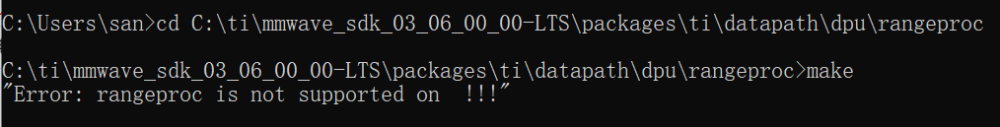 C:\Users\san>cd C:\ti\mmwave_sdk_03_06_00_00-LTS\packages\ti\datapath\dpu\rangeproc
C:\ti\mmwave_sdk_03_06_00_00-LTS\packages\ti\datapath\dpu\rangeproc>make
"Error: rangeproc is not supported on  !!!"